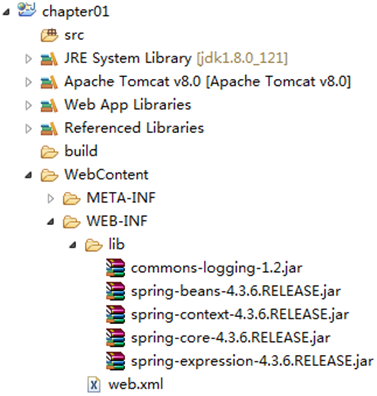 chapter01
src
JRE System Library [jdk1.8.0_121]
Apache Tomcat v8.0 [Apache Tomcat v8.0]
Web App Libraries
Referenced Libraries
build
WebContent
META-INF
WEB-INF
lib
commons-logging-1.2.jar
spring-beans-4.3.6.RELEASE.jar
spring-context-4.3.6.RELEASE.jar
spring-core-4.3.6.RELEASE.jar
spring-expression-4.3.6.RELEASE.jar
web.xml